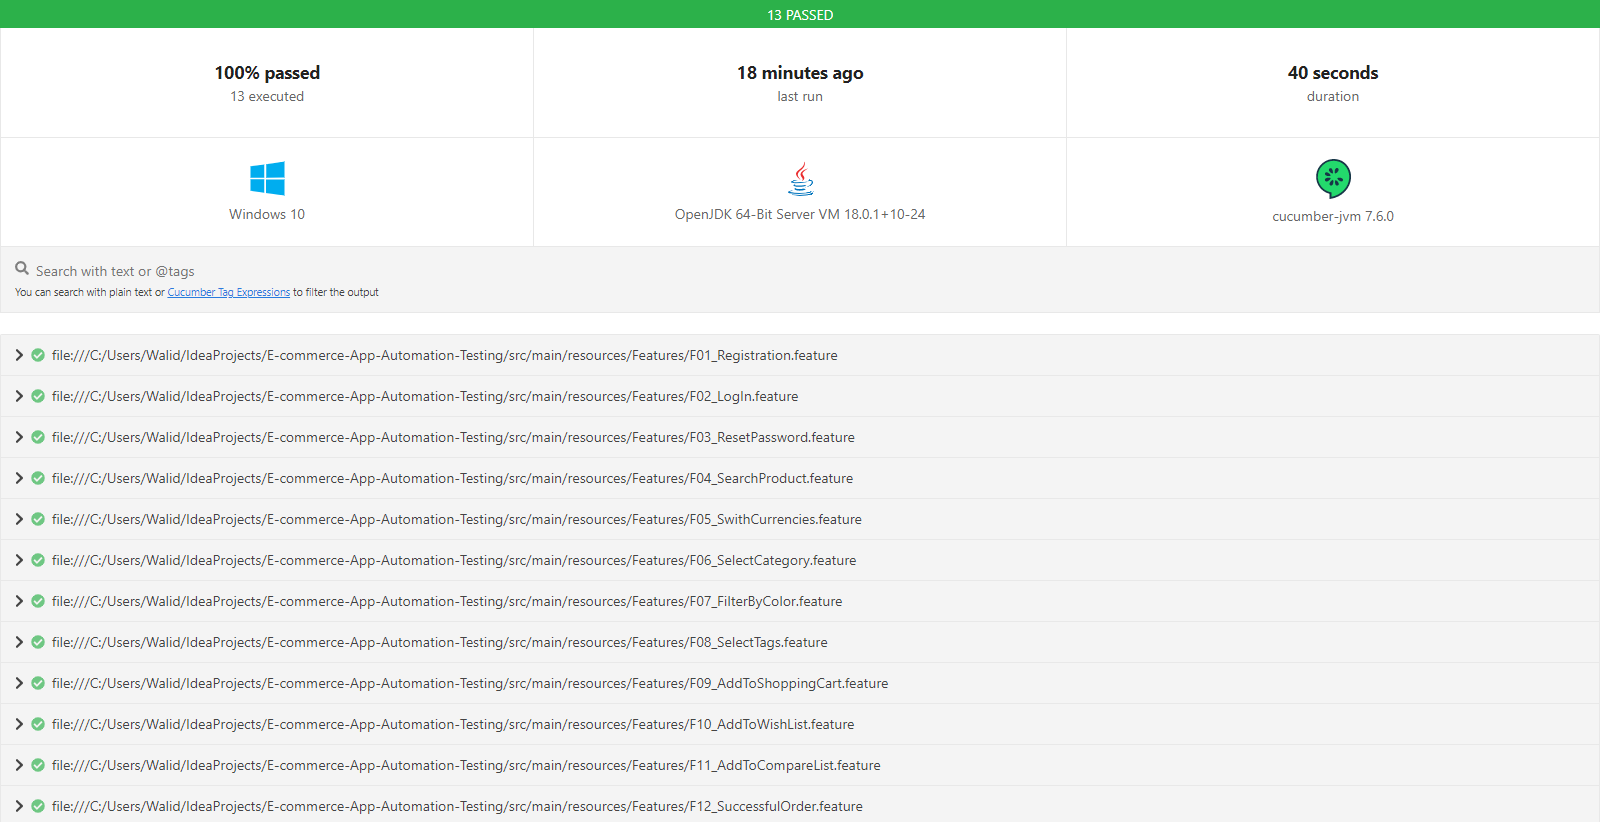 13 PASSED
100% passed
13 executed
18 minutes ago
last run
40 seconds
duration
Windows 10
OpenJDK 64-Bit Server VM 18.0.1+10-24
cucumber-jvm 7.6.0
Search with text or @tags
You can search with plain text or Cucumber Tag Expressions to filter the output
file:///C:/Users/Walid/IdeaProjects/E-commerce-App-Automation-Testing/src/main/resources/Features/F01_Registration.feature
file:///C:/Users/Walid/IdeaProjects/E-commerce-App-Automation-Testing/src/main/resources/Features/F02_LogIn.feature
file:///C:/Users/Walid/IdeaProjects/E-commerce-App-Automation-Testing/src/main/resources/Features/F03_ResetPassword.feature
file:///C:/Users/Walid/IdeaProjects/E-commerce-App-Automation-Testing/src/main/resources/Features/F04_SearchProduct.feature
file:///C:/Users/Walid/IdeaProjects/E-commerce-App-Automation-Testing/src/main/resources/Features/F05_SwithCurrencies.feature
file:///C:/Users/Walid/IdeaProjects/E-commerce-App-Automation-Testing/src/main/resources/Features/F06_SelectCategory.feature
file:///C:/Users/Walid/IdeaProjects/E-commerce-App-Automation-Testing/src/main/resources/Features/F07_FilterByColor.feature
file:///C:/Users/Walid/IdeaProjects/E-commerce-App-Automation-Testing/src/main/resources/Features/F08_SelectTags.feature
file:///C:/Users/Walid/IdeaProjects/E-commerce-App-Automation-Testing/src/main/resources/Features/F09_AddToShoppingCart.feature
file:///C:/Users/Walid/IdeaProjects/E-commerce-App-Automation-Testing/src/main/resources/Features/F10_AddToWishList.feature
file:///C:/Users/Walid/IdeaProjects/E-commerce-App-Automation-Testing/src/main/resources/Features/F11_AddToCompareList.feature
file:///C:/Users/Walid/IdeaProjects/E-commerce-App-Automation-Testing/src/main/resources/Features/F12_SuccessfulOrder.feature